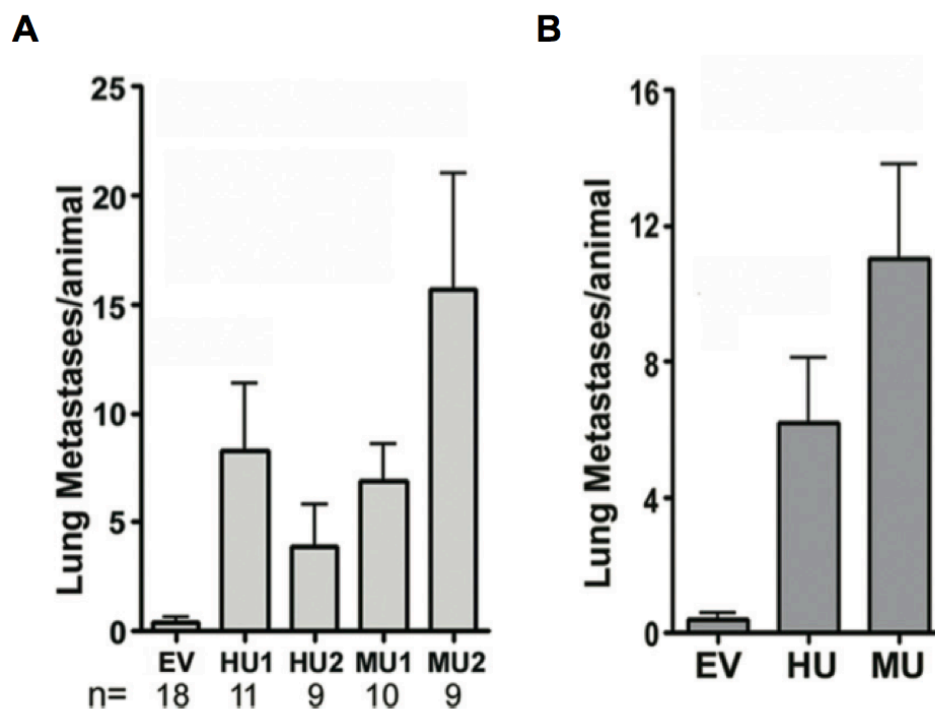 A
Lung Metastases/animal
25
20
15
10
5
0
EV HU1 HU2 MU1 MU2
n= 18 11 9 10 9
B
Lung Metastases/animal
16
12
8
4
0
EV HU MU